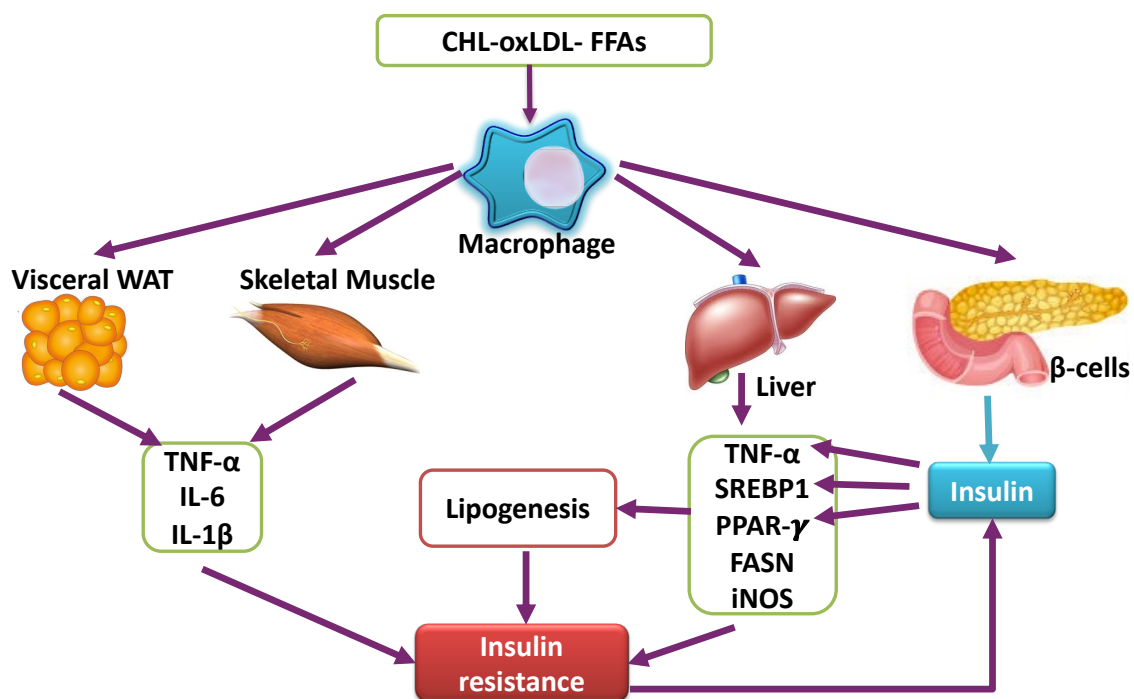 CHL-oxLDL- FFAs
Macrophage
Visceral WAT
Skeletal Muscle
Liver
β-cells
TNF-α
IL-6
IL-1β
Lipogenesis
TNF-α
SREBP1
PPAR-γ
FASN
iNOS
Insulin
Insulin
resistance